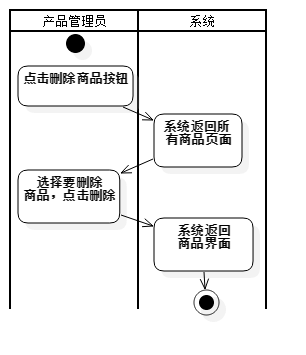 产品管理员
系统
点击删除商品按钮
系统返回所
有商品页面
选择要删除
商品，点击删除
系统返回
商品界面